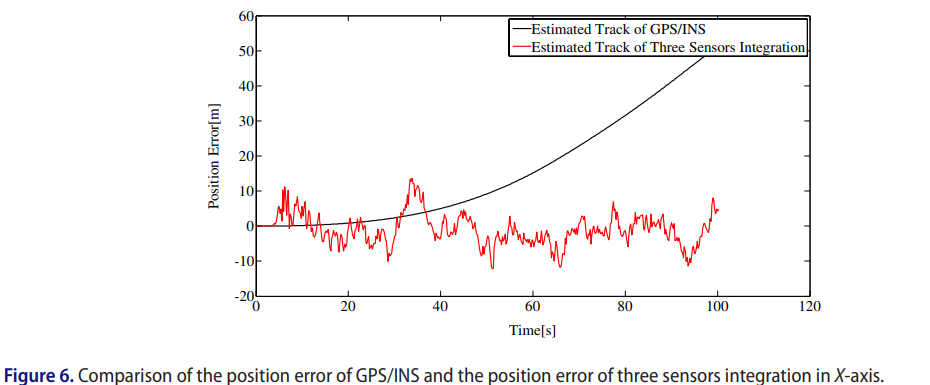 60
50
40
30
20
10
0
-10
-20
0 20 40 60 80 100 120
Position Error[m]
Time[s]
Estimated Track of GPS/INS
Estimated Track of Three Sensors Integration
Figure 6. Comparison of the position error of GPS/INS and the position error of three sensors integration in X-axis.